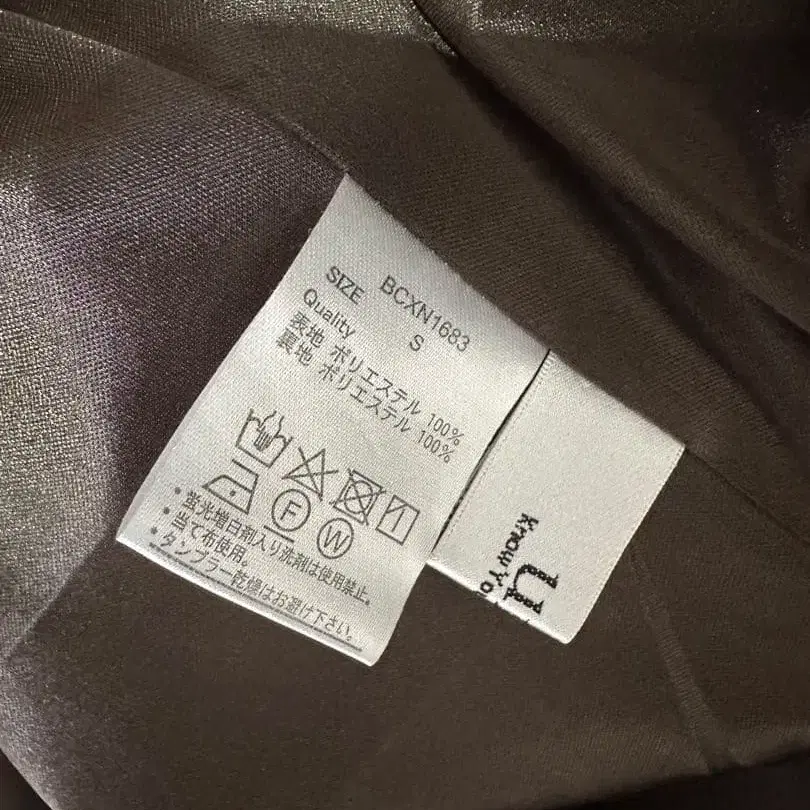 BCXN1683
SIZE S
Quality
表地 ポリエステル 100%
裏地 ポリエステル 100%
F W
・蛍光増白剤入り洗剤は使用禁止。
・当て布使用。
・タンブラー乾燥はお避け下さい。
U
Know Yo